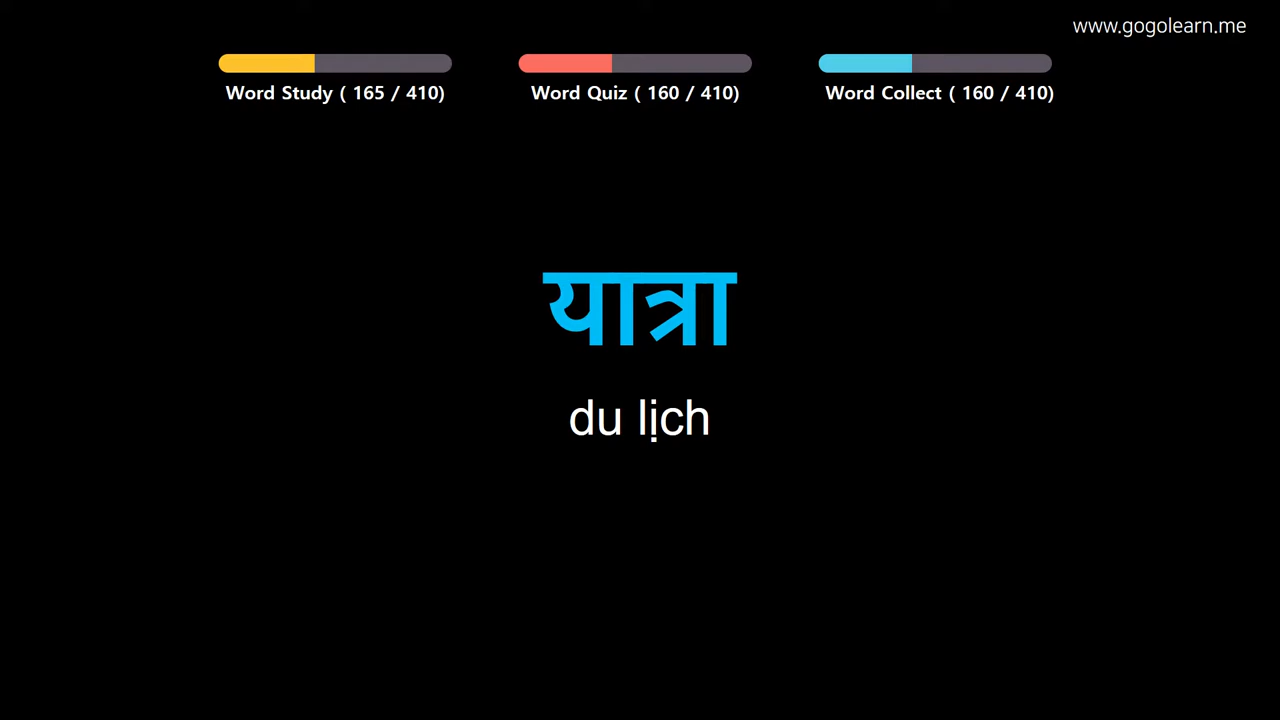 www.gogolearn.me
Word Study ( 165 / 410)
Word Quiz ( 160 / 410)
Word Collect ( 160 / 410)
यात्रा
du lịch